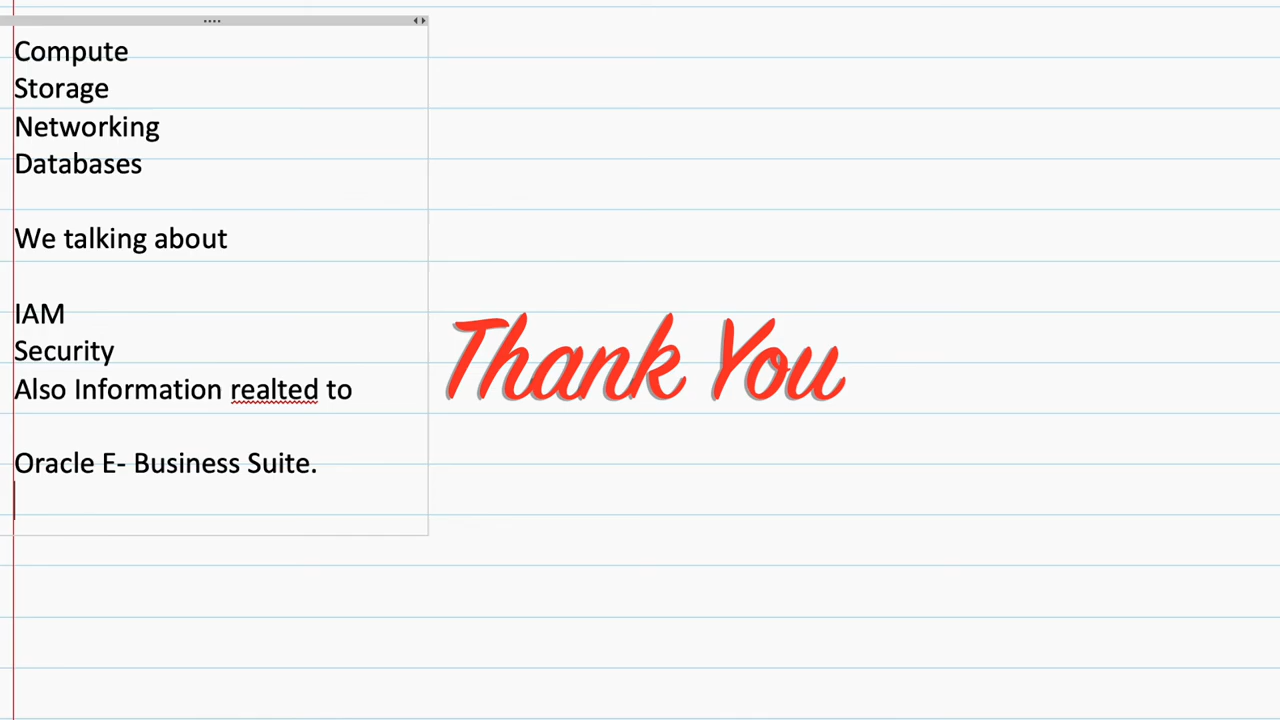 Compute
Storage
Networking
Databases
We talking about
IAM
Security
Also Information realted to
Oracle E- Business Suite.
Thank You